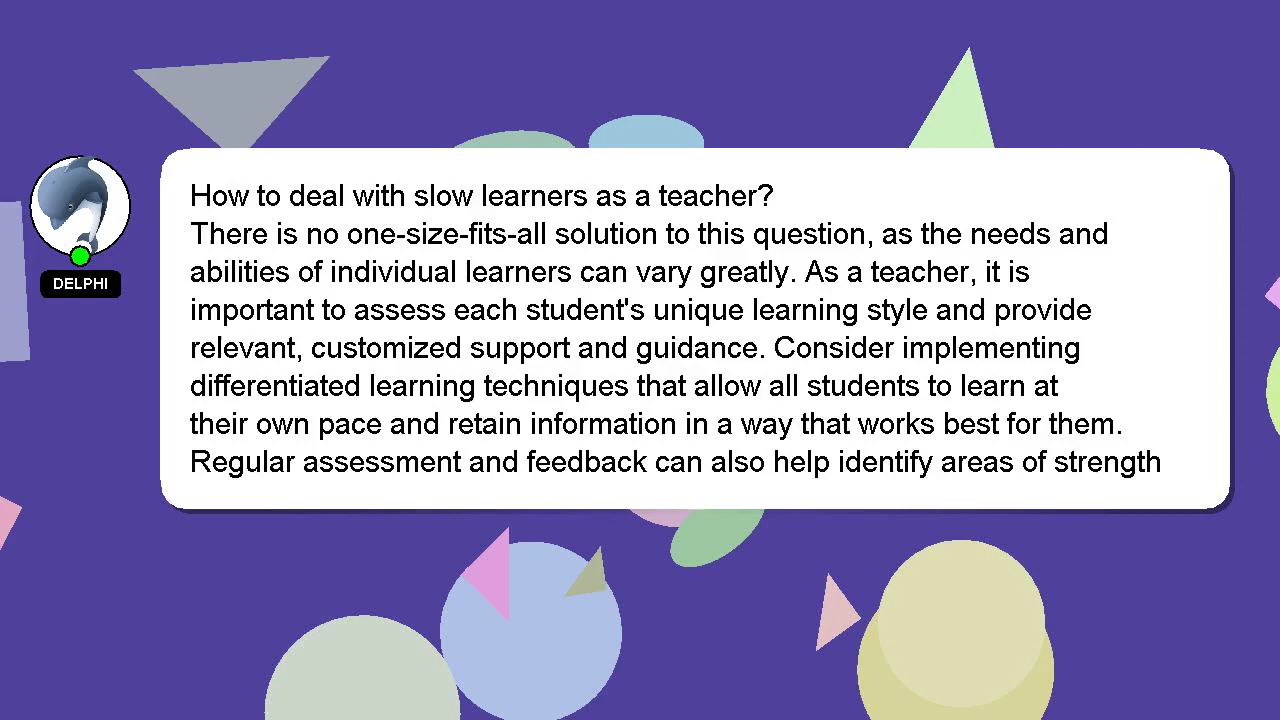 DELPHI
How to deal with slow learners as a teacher?
There is no one-size-fits-all solution to this question, as the needs and
abilities of individual learners can vary greatly. As a teacher, it is
important to assess each student's unique learning style and provide
relevant, customized support and guidance. Consider implementing
differentiated learning techniques that allow all students to learn at
their own pace and retain information in a way that works best for them.
Regular assessment and feedback can also help identify areas of strength